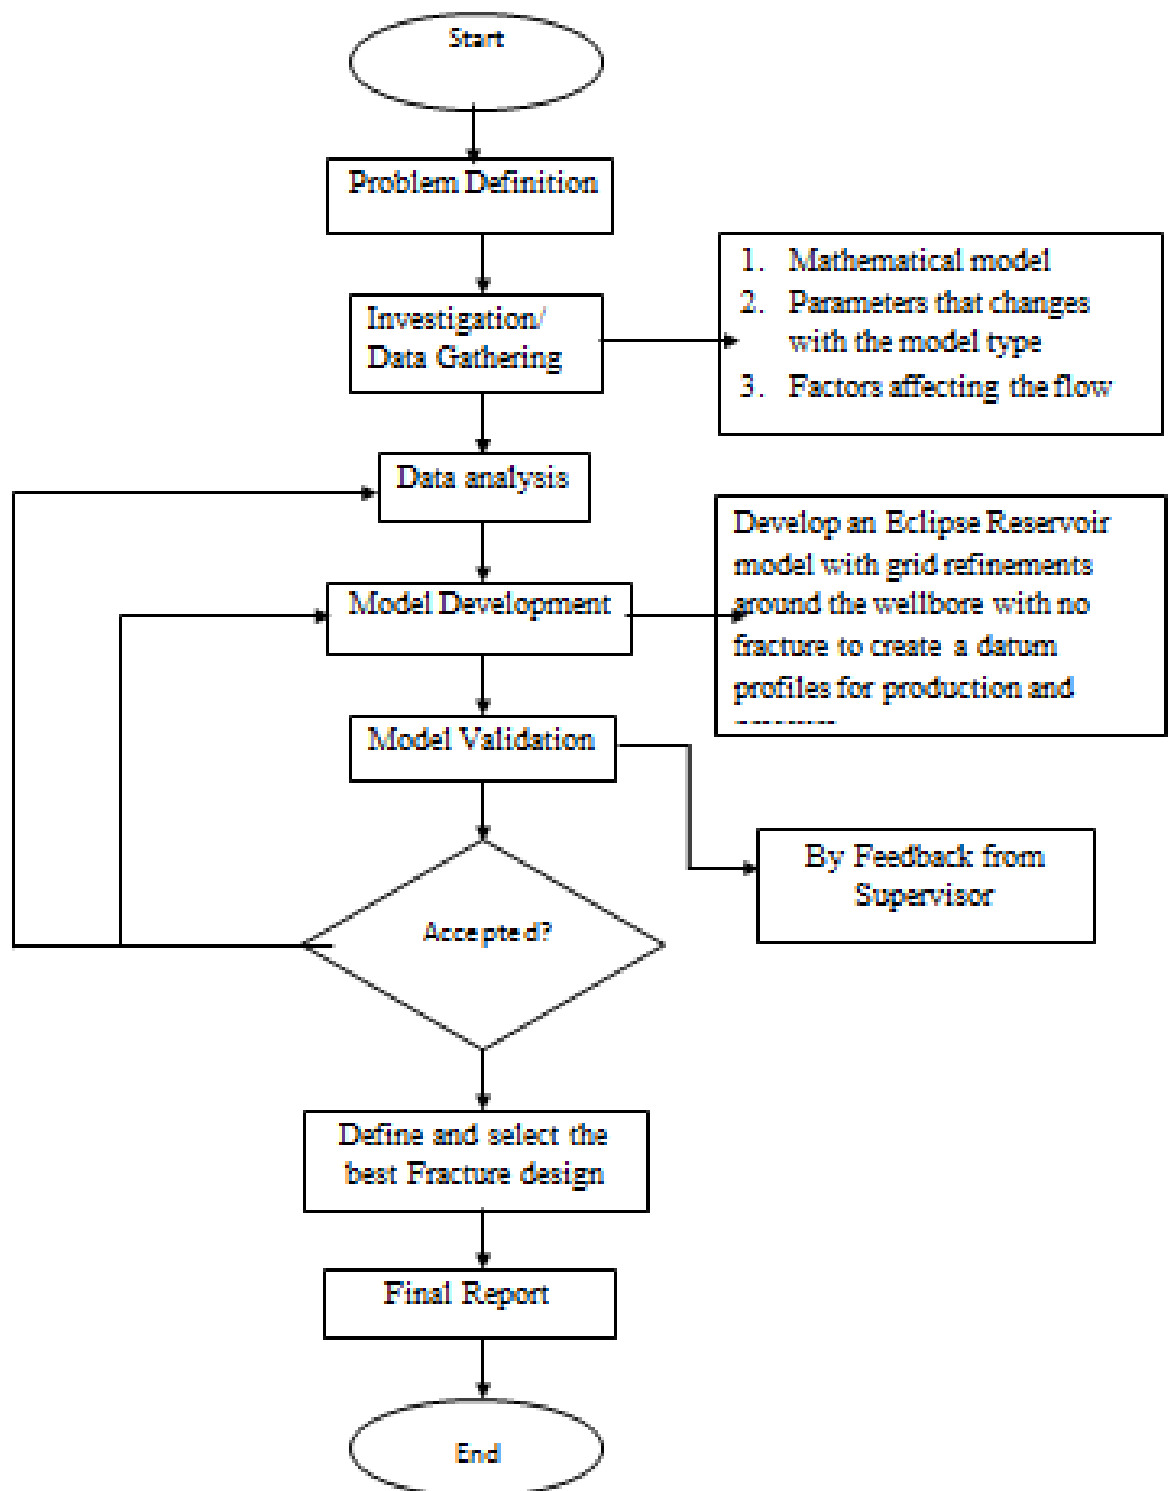 Start
Problem Definition
Investigation/
Data Gathering
1. Mathematical model
2. Parameters that changes
with the model type
3. Factors affecting the flow
Data analysis
Model Development
Develop an Eclipse Reservoir
model with grid refinements
around the wellbore with no
fracture to create a datum
profiles for production and
Model Validation
By Feedback from
Supervisor
Accepted?
Define and select the
best Fracture design
Final Report
End